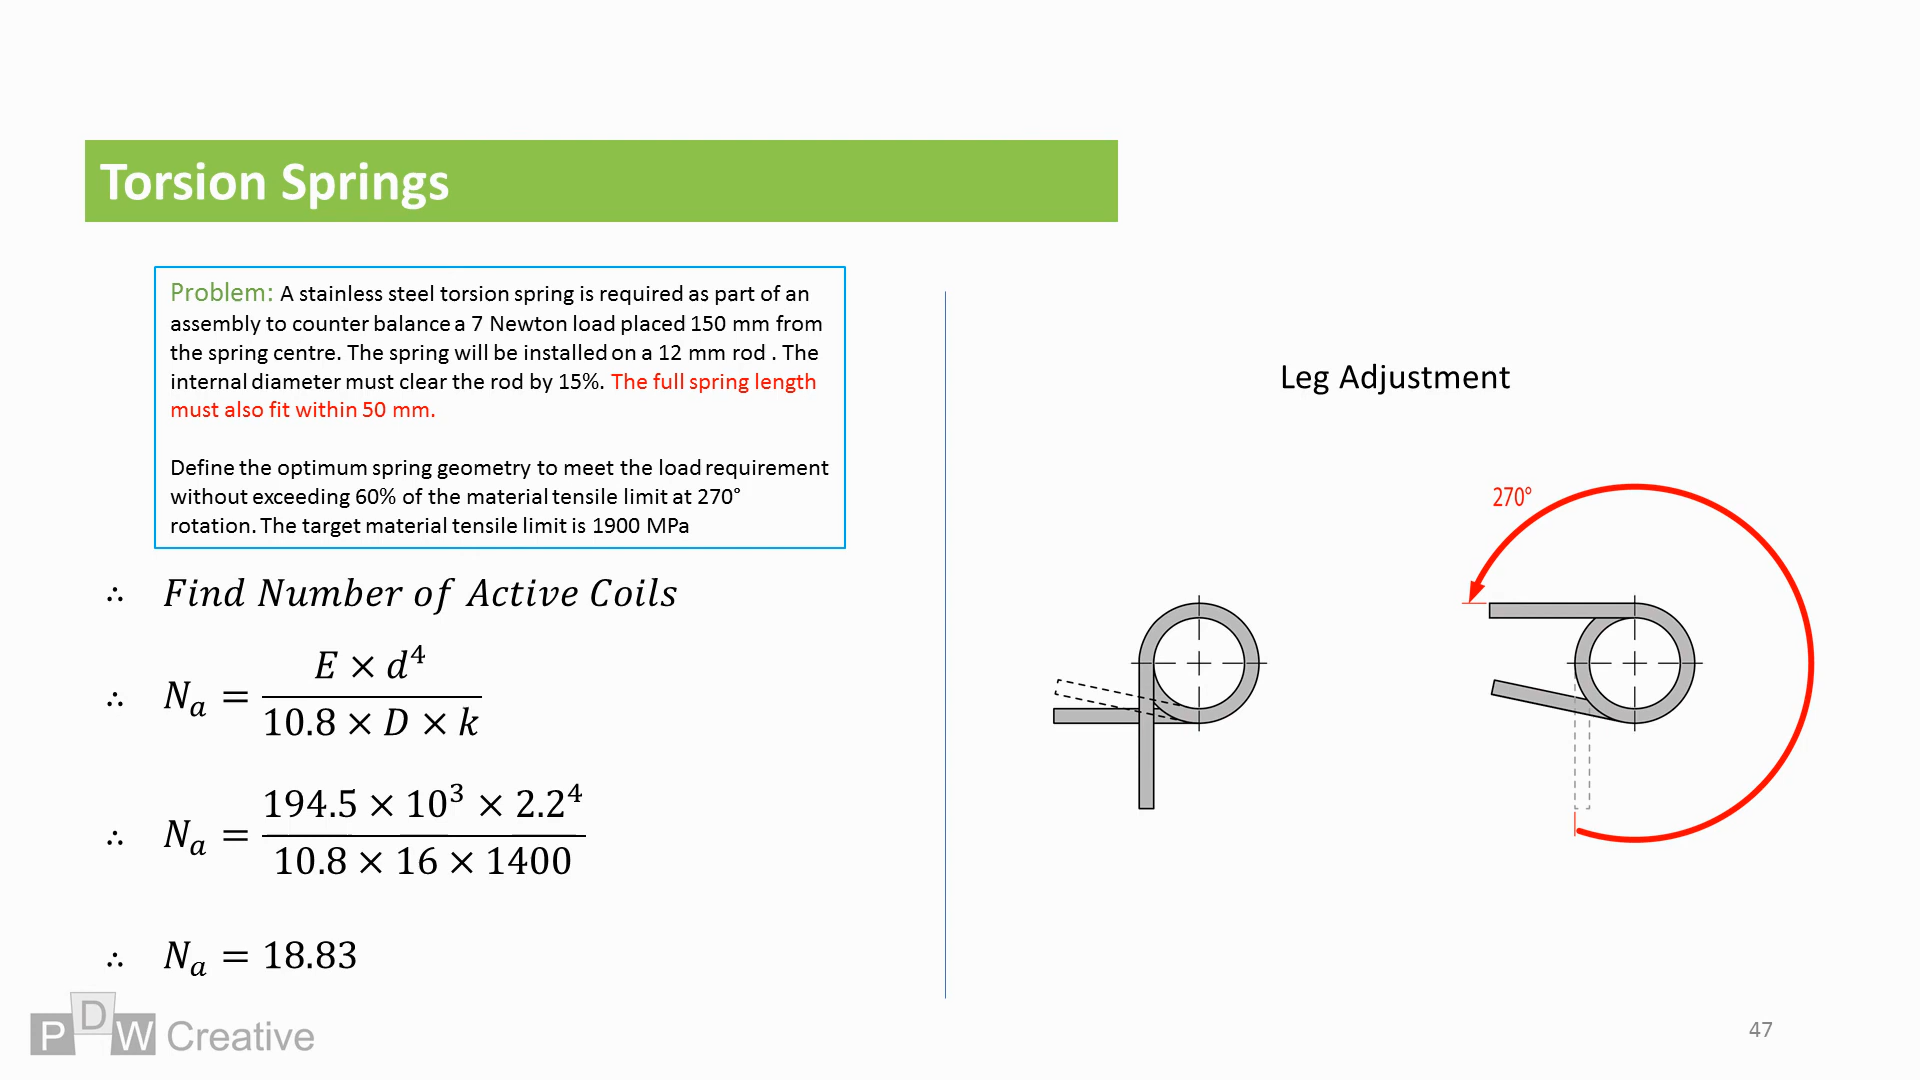 Torsion Springs
Problem: A stainless steel torsion spring is required as part of an
assembly to counter balance a 7 Newton load placed 150 mm from
the spring centre. The spring will be installed on a 12 mm rod . The
internal diameter must clear the rod by 15%. The full spring length
must also fit within 50 mm.
Define the optimum spring geometry to meet the load requirement
without exceeding 60% of the material tensile limit at 270°
rotation. The target material tensile limit is 1900 MPa
∴ Find Number of Active Coils
∴ Nₐ = E × d⁴ / 10.8 × D × k
∴ Nₐ = 194.5 × 10³ × 2.2⁴ / 10.8 × 16 × 1400
∴ Nₐ = 18.83
Leg Adjustment
270°
PDW Creative
47